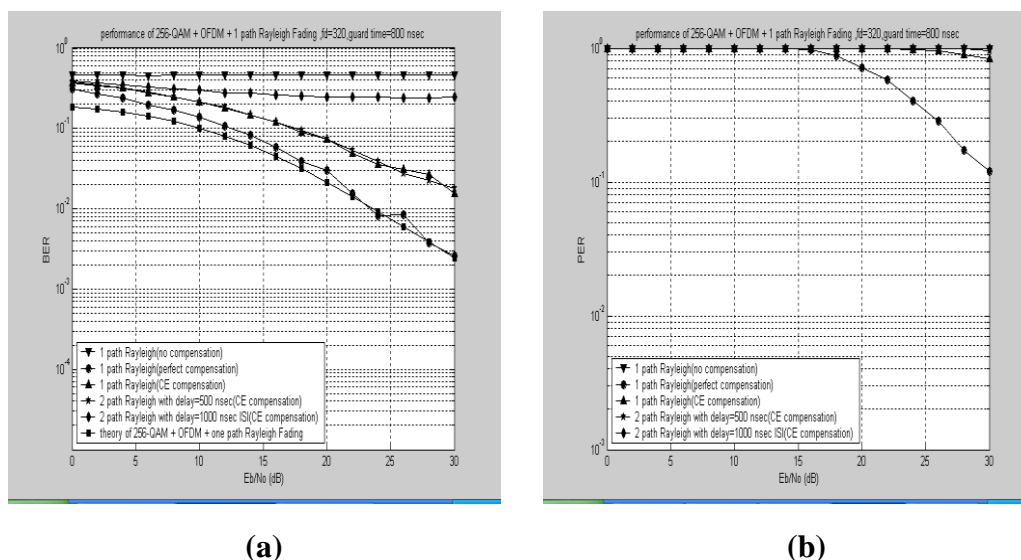 performance of 256-QAM + OFDM + 1 path Rayleigh Fading ,fd=320,guard time=800 nsec
10^0
10^-1
10^-2
10^-3
10^-4
BER
1 path Rayleigh(no compensation)
1 path Rayleigh(perfect compensation)
1 path Rayleigh(CE compensation)
2 path Rayleigh with delay=500 nsec(CE compensation)
2 path Rayleigh with delay=1000 nsec ISI(CE compensation)
theory of 256-QAM + OFDM + one path Rayleigh Fading
0 5 10 15 20 25 30
Eb/No (dB)
(a)
performance of 256-QAM + OFDM + 1 path Rayleigh Fading ,fd=320,guard time=800 nsec
10^0
10^-1
10^-2
10^-3
PER
1 path Rayleigh(no compensation)
1 path Rayleigh(perfect compensation)
1 path Rayleigh(CE compensation)
2 path Rayleigh with delay=500 nsec(CE compensation)
2 path Rayleigh with delay=1000 nsec ISI(CE compensation)
0 5 10 15 20 25 30
Eb/No (dB)
(b)